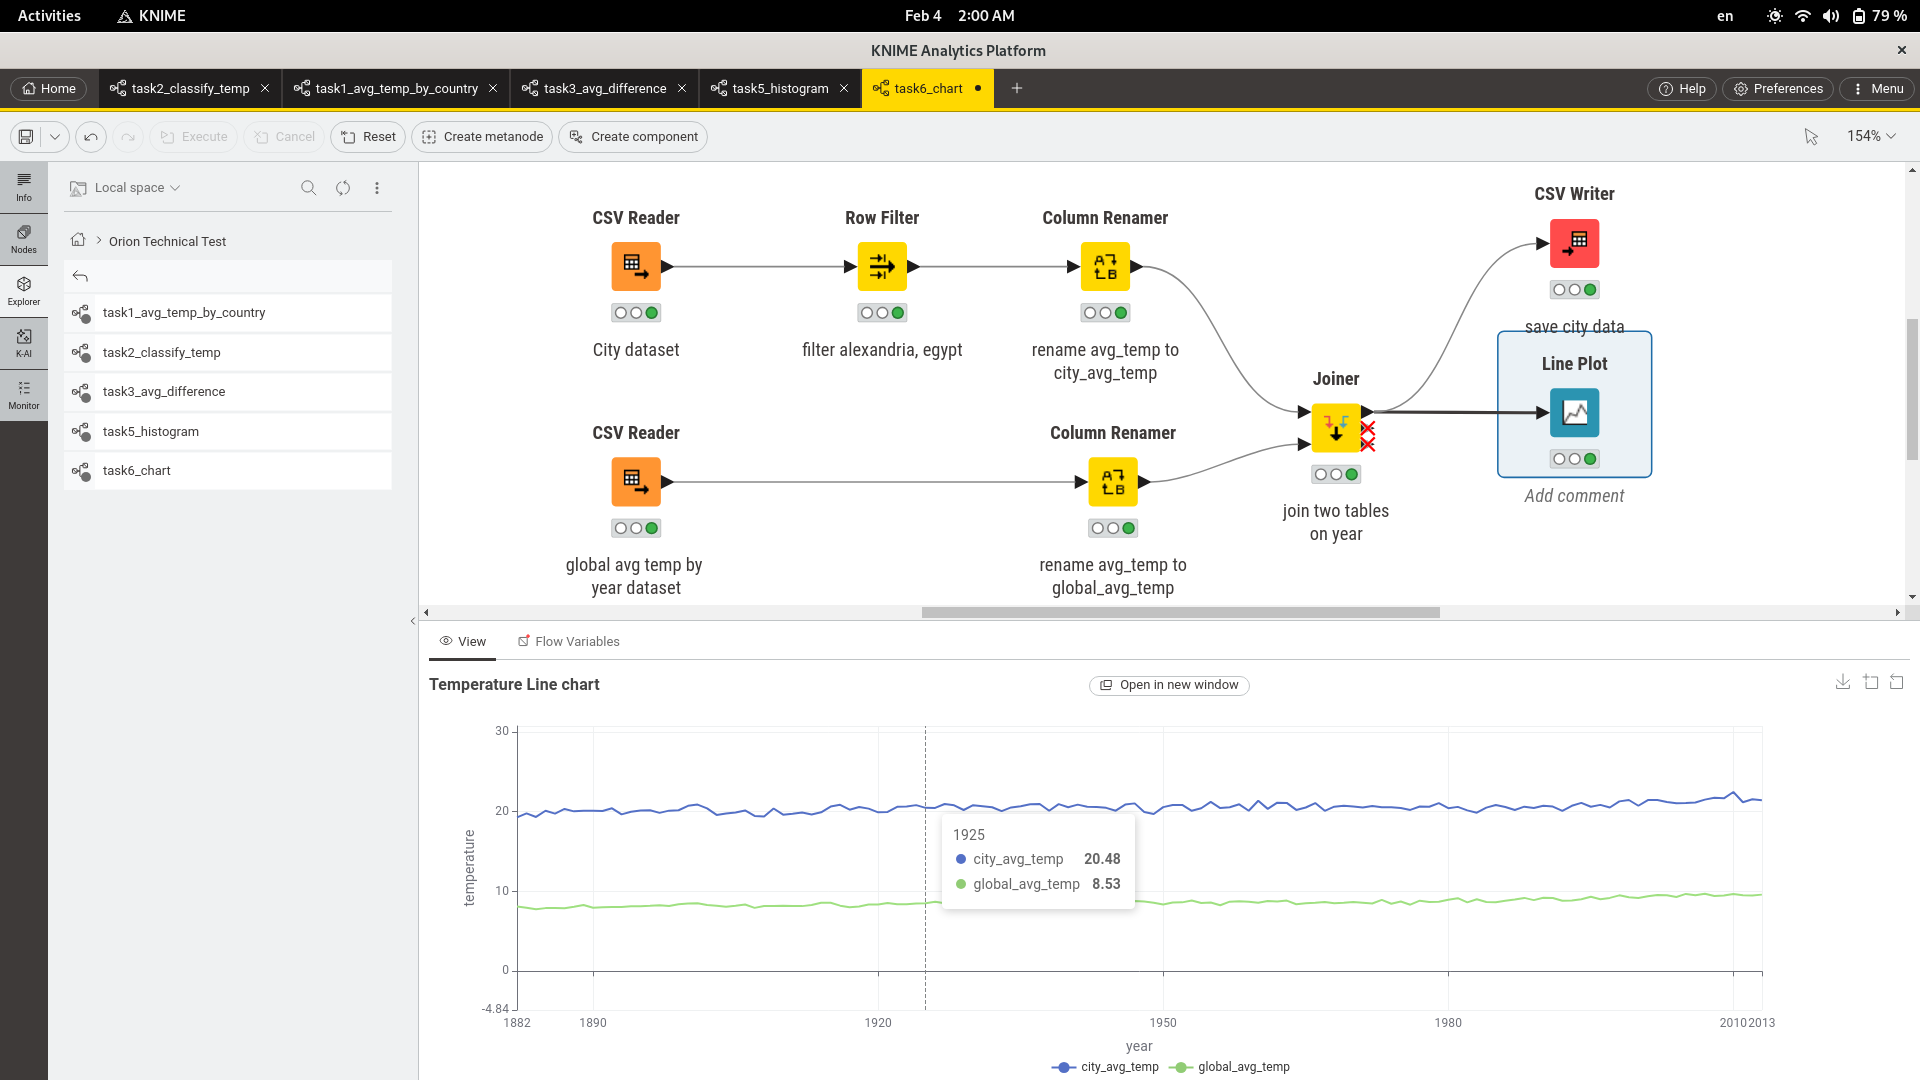 Activities KNIME Feb 4 2:00 AM en 79 %
KNIME Analytics Platform
Home task2_classify_temp task1_avg_temp_by_country task3_avg_difference task5_histogram task6_chart Help Preferences Menu
Execute Cancel Reset Create metanode Create component 154%
Info
Nodes
Explorer
K-AI
Monitor
Local space
Orion Technical Test
task1_avg_temp_by_country
task2_classify_temp
task3_avg_difference
task5_histogram
task6_chart
CSV Reader
City dataset
Row Filter
filter alexandria, egypt
Column Renamer
rename avg_temp to
city_avg_temp
CSV Writer
save city data
Line Plot
Add comment
Joiner
join two tables
on year
CSV Reader
global avg temp by
year dataset
Column Renamer
rename avg_temp to
global_avg_temp
View Flow Variables
Temperature Line chart Open in new window
temperature
30
20
10
0
-4.84
1925
city_avg_temp 20.48
global_avg_temp 8.53
1882 1890 1920 1950 1980 2010 2013
year
city_avg_temp global_avg_temp